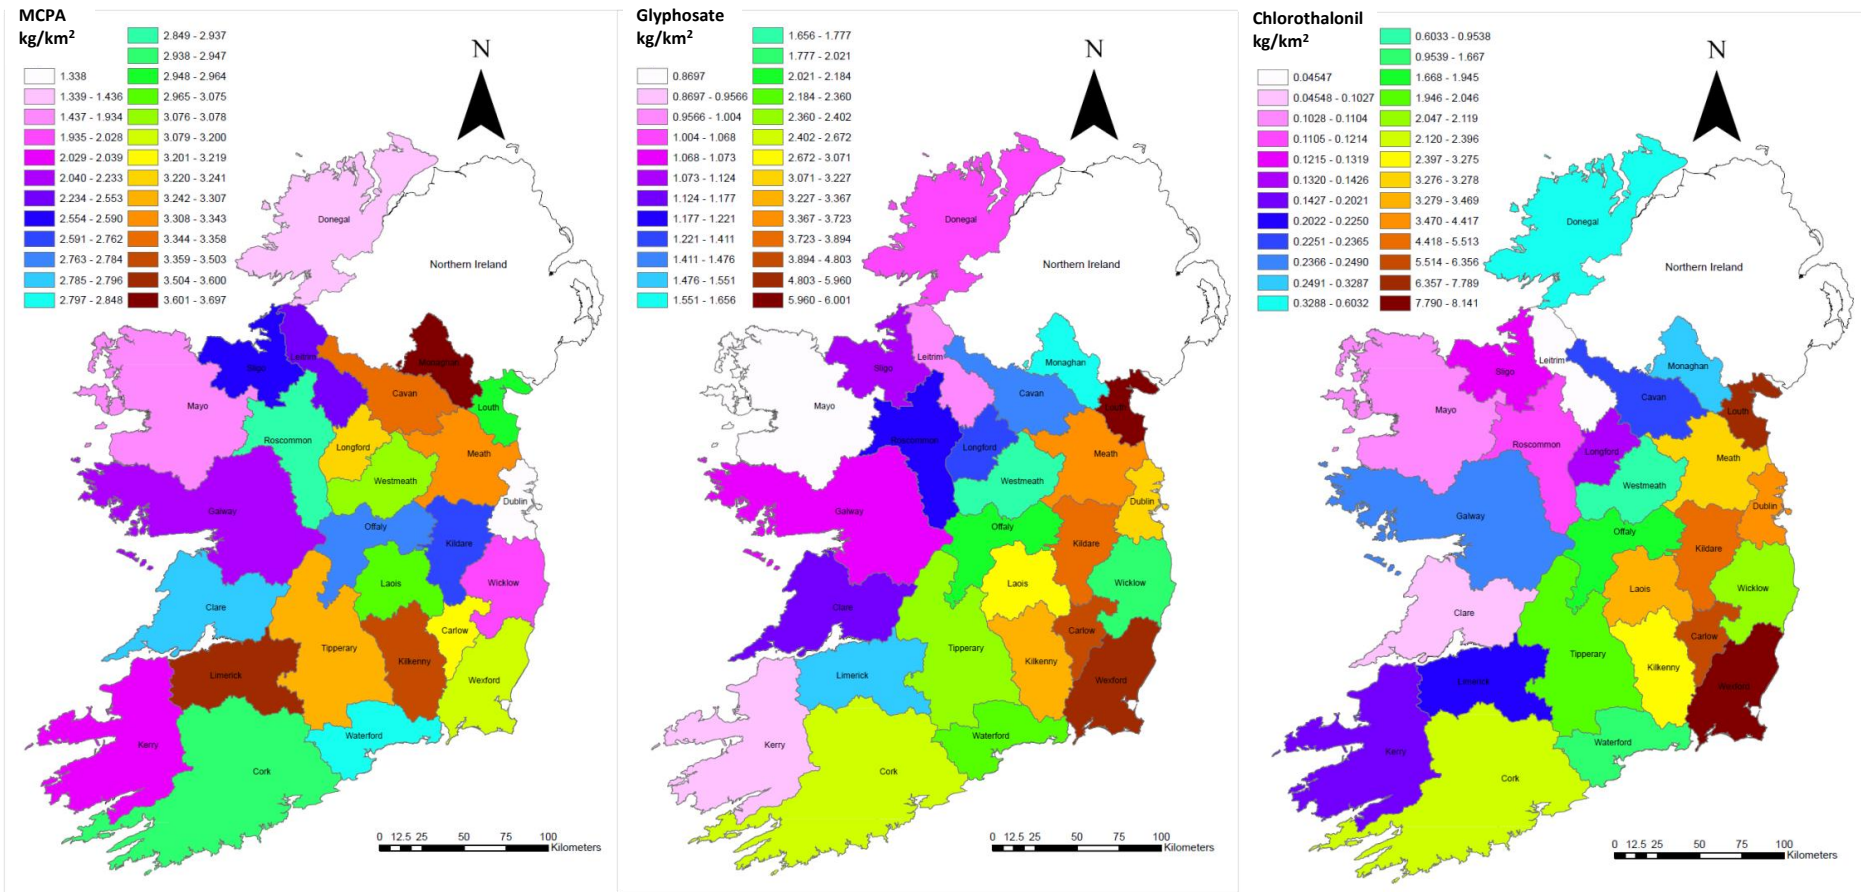 MCPA
kg/km²
1.338
1.339 - 1.436
1.437 - 1.934
1.935 - 2.028
2.029 - 2.039
2.040 - 2.233
2.234 - 2.553
2.554 - 2.590
2.591 - 2.762
2.763 - 2.784
2.785 - 2.796
2.797 - 2.848
2.849 - 2.937
2.938 - 2.947
2.948 - 2.964
2.965 - 3.075
3.076 - 3.078
3.079 - 3.200
3.201 - 3.219
3.220 - 3.241
3.242 - 3.307
3.308 - 3.343
3.344 - 3.358
3.359 - 3.503
3.504 - 3.600
3.601 - 3.697
N
Donegal
Northern Ireland
Leitrim
Sligo
Monaghan
Cavan
Mayo
Louth
Roscommon
Longford
Meath
Westmeath
Dublin
Galway
Offaly
Kildare
Laois
Wicklow
Clare
Carlow
Tipperary
Kilkenny
Limerick
Wexford
Waterford
Kerry
Cork
0 12.5 25 50 75 100
Kilometers
Glyphosate
kg/km²
0.8697
0.8697 - 0.9566
0.9566 - 1.004
1.004 - 1.068
1.068 - 1.073
1.073 - 1.124
1.124 - 1.177
1.177 - 1.221
1.221 - 1.411
1.411 - 1.476
1.476 - 1.551
1.551 - 1.656
1.656 - 1.777
1.777 - 2.021
2.021 - 2.184
2.184 - 2.360
2.360 - 2.402
2.402 - 2.672
2.672 - 3.071
3.071 - 3.227
3.227 - 3.367
3.367 - 3.723
3.723 - 3.894
3.894 - 4.803
4.803 - 5.960
5.960 - 6.001
N
Donegal
Northern Ireland
Leitrim
Sligo
Monaghan
Cavan
Mayo
Louth
Roscommon
Longford
Meath
Westmeath
Dublin
Galway
Offaly
Kildare
Laois
Wicklow
Clare
Carlow
Tipperary
Kilkenny
Limerick
Wexford
Waterford
Kerry
Cork
0 12.5 25 50 75 100
Kilometers
Chlorothalonil
kg/km²
0.04547
0.04548 - 0.1027
0.1028 - 0.1104
0.1105 - 0.1214
0.1215 - 0.1319
0.1320 - 0.1426
0.1427 - 0.2021
0.2022 - 0.2250
0.2251 - 0.2365
0.2366 - 0.2490
0.2491 - 0.3287
0.3288 - 0.6032
0.6033 - 0.9538
0.9539 - 1.667
1.668 - 1.945
1.946 - 2.046
2.047 - 2.119
2.120 - 2.396
2.397 - 3.275
3.276 - 3.278
3.279 - 3.469
3.470 - 4.417
4.418 - 5.513
5.514 - 6.356
6.357 - 7.789
7.790 - 8.141
N
Donegal
Northern Ireland
Leitrim
Sligo
Monaghan
Cavan
Mayo
Louth
Roscommon
Longford
Meath
Westmeath
Dublin
Galway
Offaly
Kildare
Laois
Wicklow
Clare
Carlow
Tipperary
Kilkenny
Limerick
Wexford
Waterford
Kerry
Cork
0 12.5 25 50 75 100
Kilometers